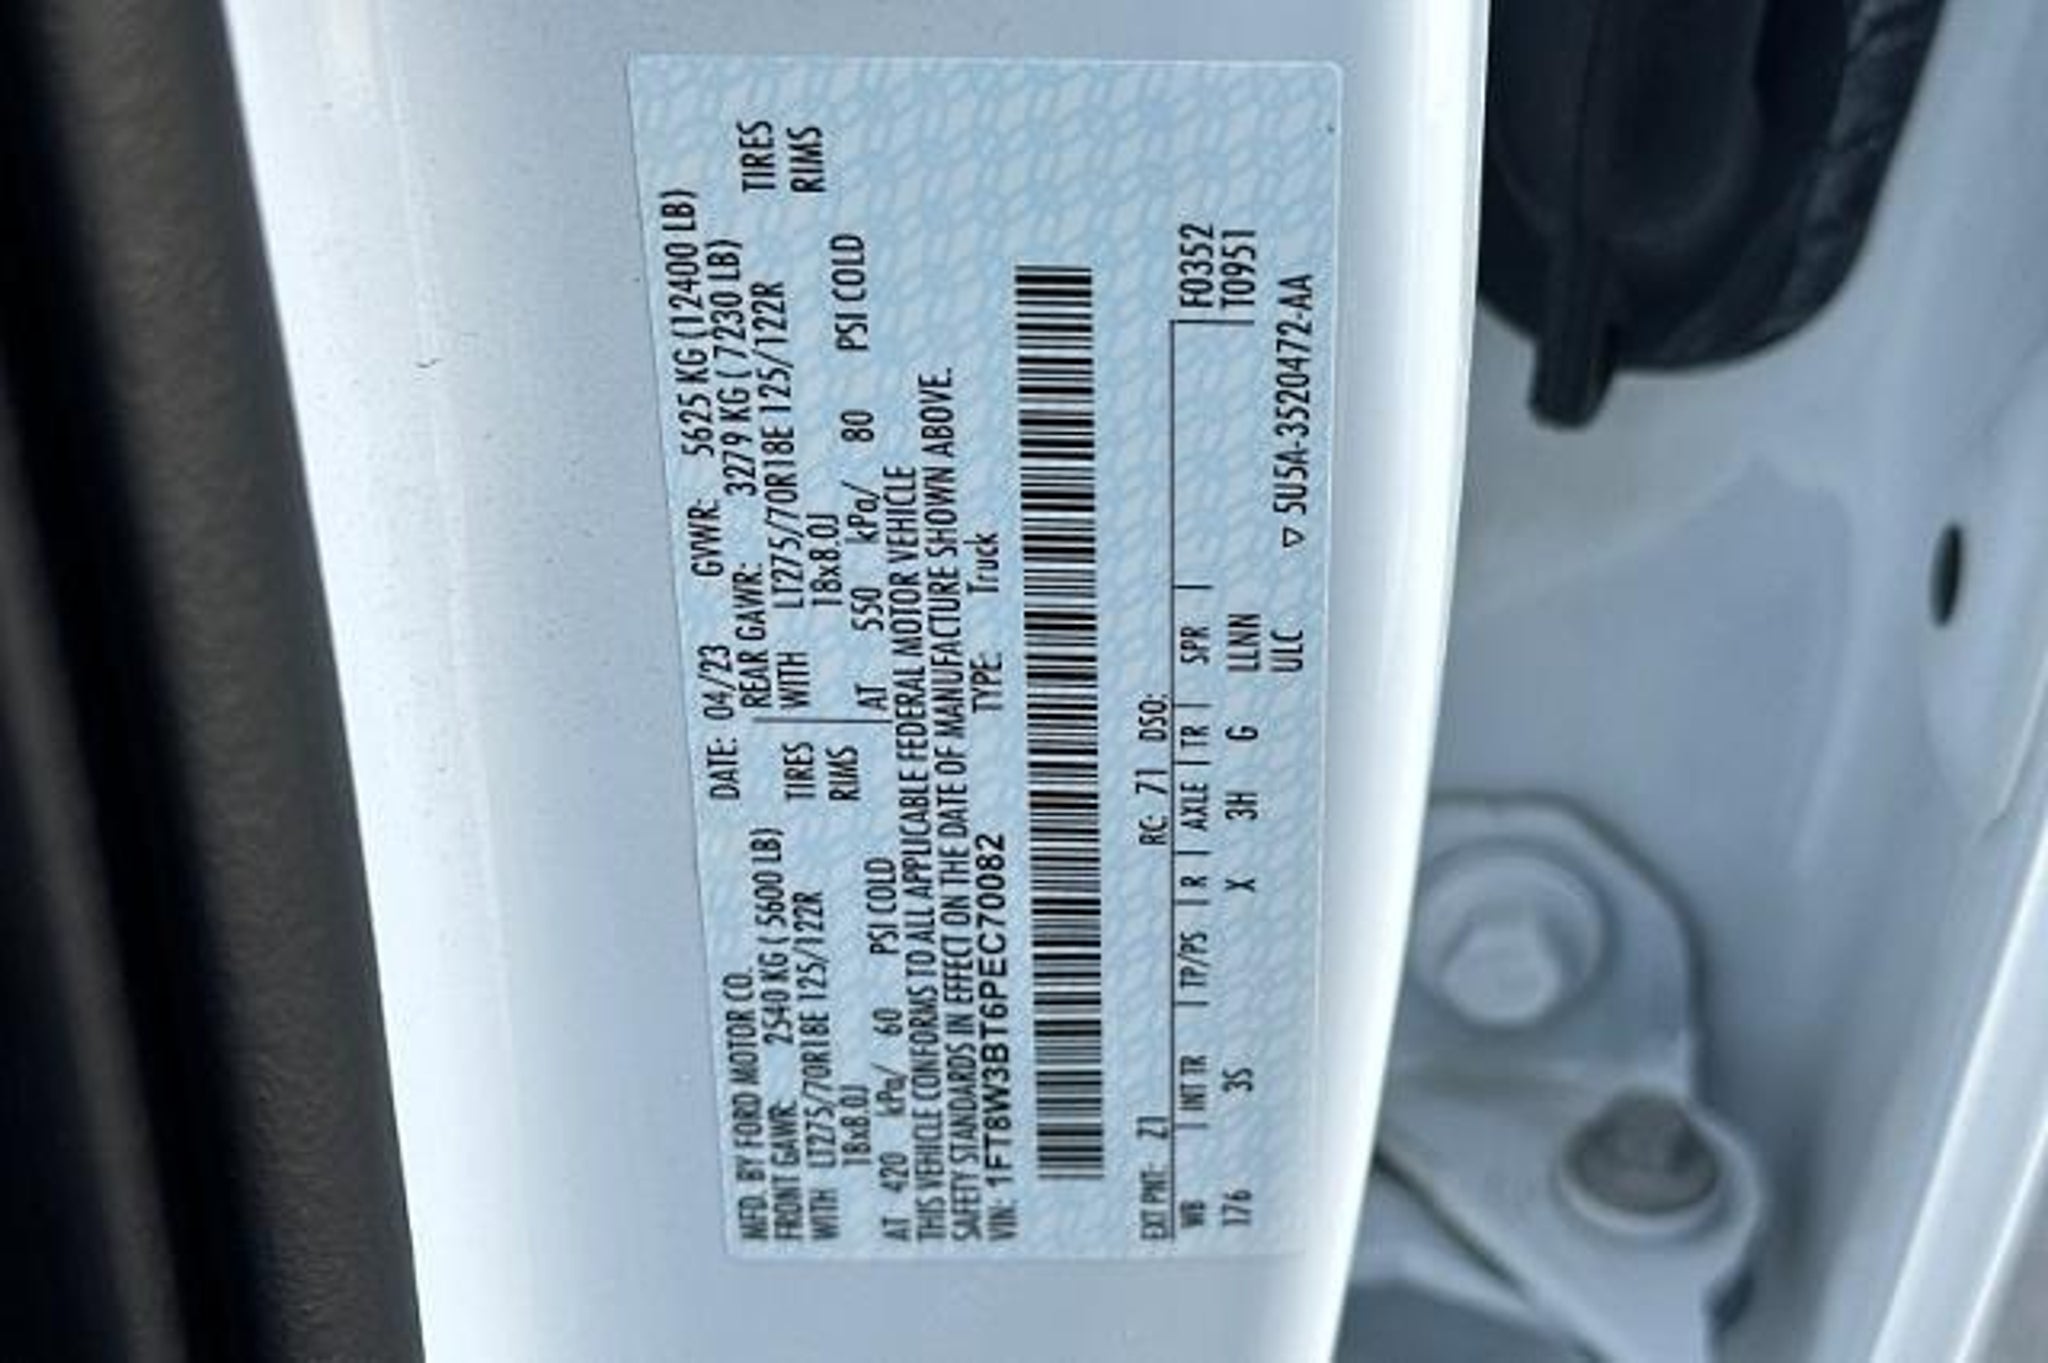 MFD. BY FORD MOTOR CO. DATE: 04/23 GVWR: 5625 KG (12400 LB)
FRONT GAWR: 2540 KG ( 5600 LB) REAR GAWR: 3279 KG ( 7230 LB)
WITH LT275/70R18E 125/122R TIRES WITH LT275/70R18E 125/122R TIRES
18x8.0J RIMS 18x8.0J RIMS
AT 420 kPa/ 60 PSI COLD AT 550 kPa/ 80 PSI COLD
THIS VEHICLE CONFORMS TO ALL APPLICABLE FEDERAL MOTOR VEHICLE
SAFETY STANDARDS IN EFFECT ON THE DATE OF MANUFACTURE SHOWN ABOVE.
VIN: 1FT8W3BT6PEC70082 TYPE: Truck
EXT PNT: Z1 RC: 71 DSO:
WB | INT TR | TP/PS | R | AXLE | TR | SPR | F0352
176 3S X 3H G LLNN T0951
ULC ▽ 5U5A-3520472-AA